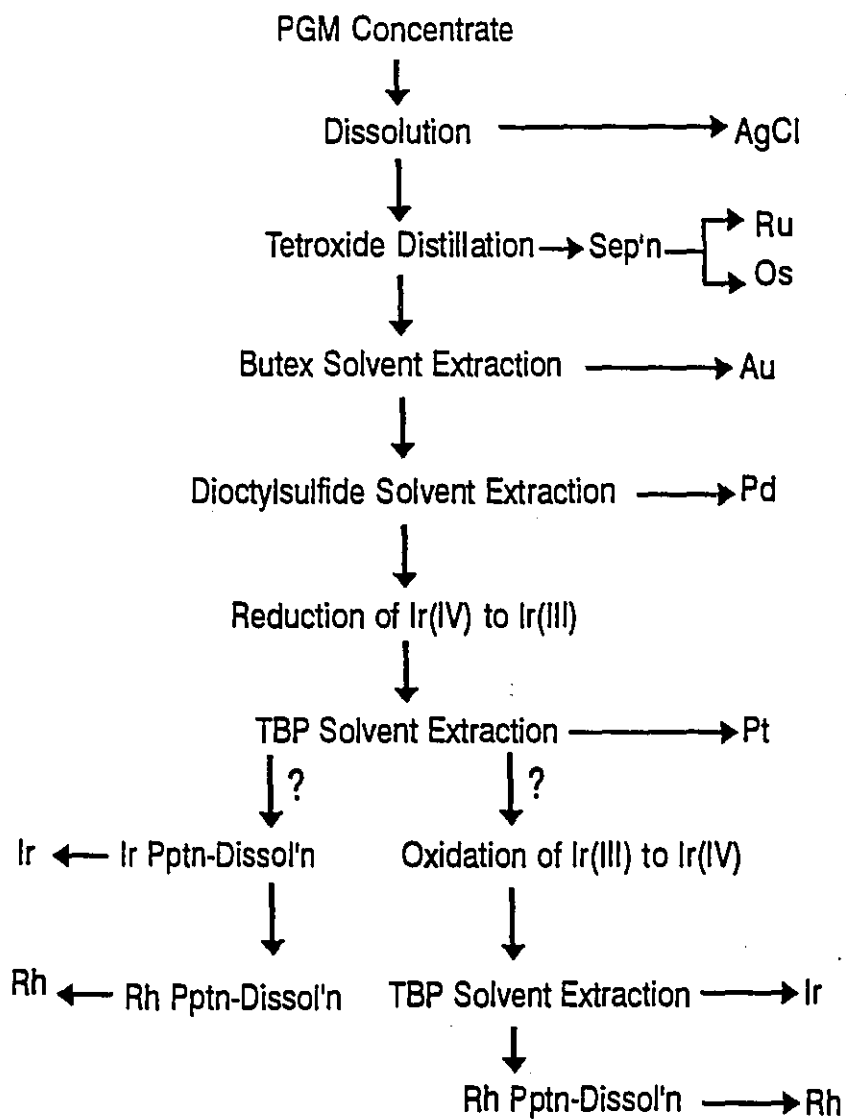 PGM Concentrate
Dissolution AgCl
Tetroxide Distillation Sep'n Ru
Os
Butex Solvent Extraction Au
Dioctylsulfide Solvent Extraction Pd
Reduction of Ir(IV) to Ir(III)
TBP Solvent Extraction Pt
? ?
Ir Ir Pptn-Dissol'n Oxidation of Ir(III) to Ir(IV)
Rh Rh Pptn-Dissol'n TBP Solvent Extraction Ir
Rh Pptn-Dissol'n Rh